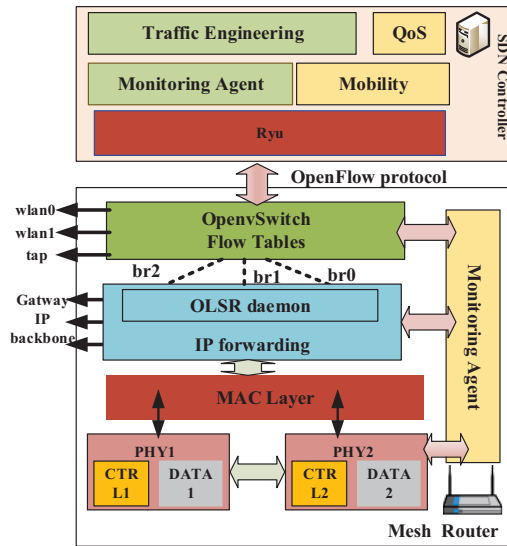 Traffic Engineering
QoS
SDN Controller
Monitoring Agent
Mobility
Ryu
OpenFlow protocol
wlan0
wlan1
tap
OpenvSwitch
Flow Tables
br2
br1
br0
Gatway
IP
backbone
OLSR daemon
IP forwarding
Monitoring Agent
MAC Layer
PHY1
CTR
L1
DATA
1
PHY2
CTR
L2
DATA
2
Mesh Router